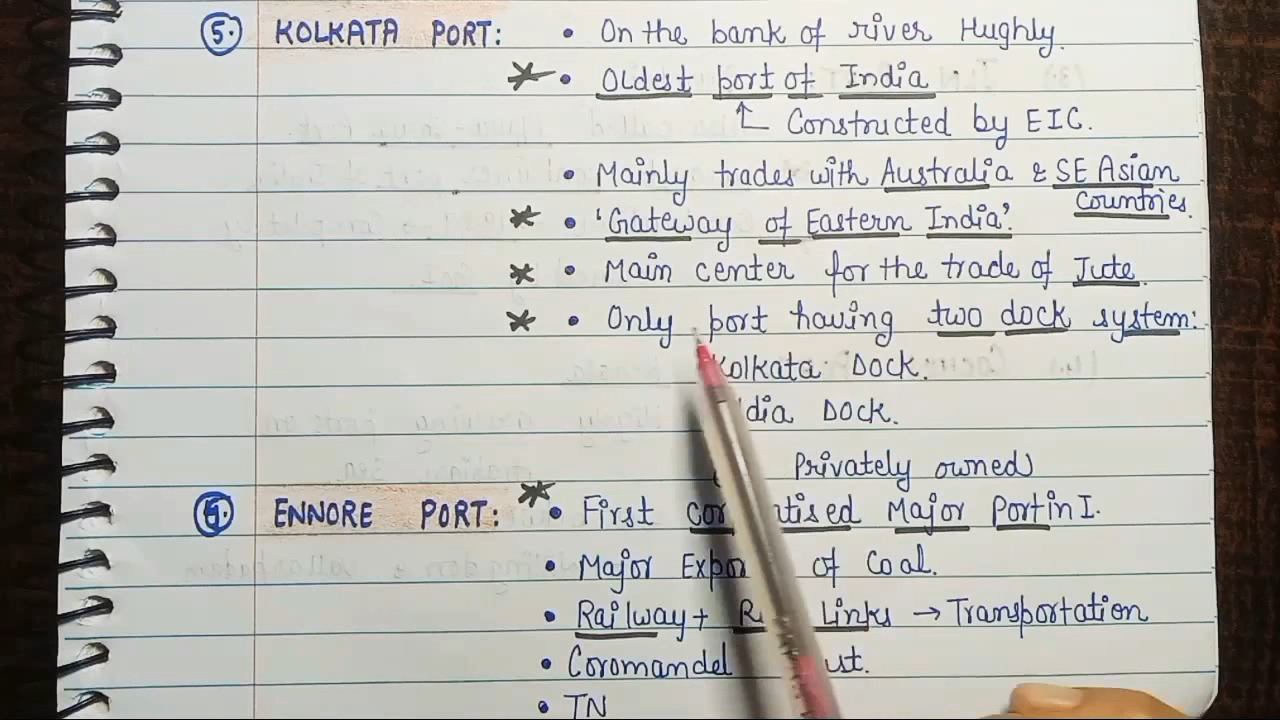 5. KOLKATA PORT: • On the bank of river Hughly.
* • Oldest port of India.
↑ Constructed by EIC.
• Mainly trades with Australia & SE Asian
Countries.
* • 'Gateway of Eastern India'.
* • Main center for the trade of Jute.
* • Only port having two dock system:
Kolkata Dock.
Dock.
Privately owned
ENNORE PORT: * • First Major Port in I.
• Major of Coal.
• Railway + Links → Transportation
• Coromandel
• TN